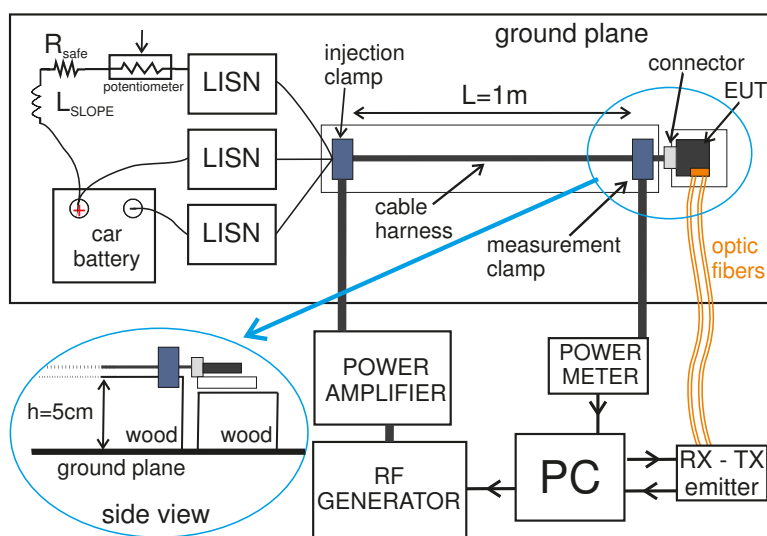 ground plane
R safe
potentiometer
L SLOPE
LISN
LISN
LISN
car
battery
+
injection
clamp
L=1m
connector
EUT
cable
harness
measurement
clamp
optic
fibers
h=5cm
wood
wood
ground plane
side view
POWER
AMPLIFIER
RF
GENERATOR
POWER
METER
PC
RX - TX
emitter